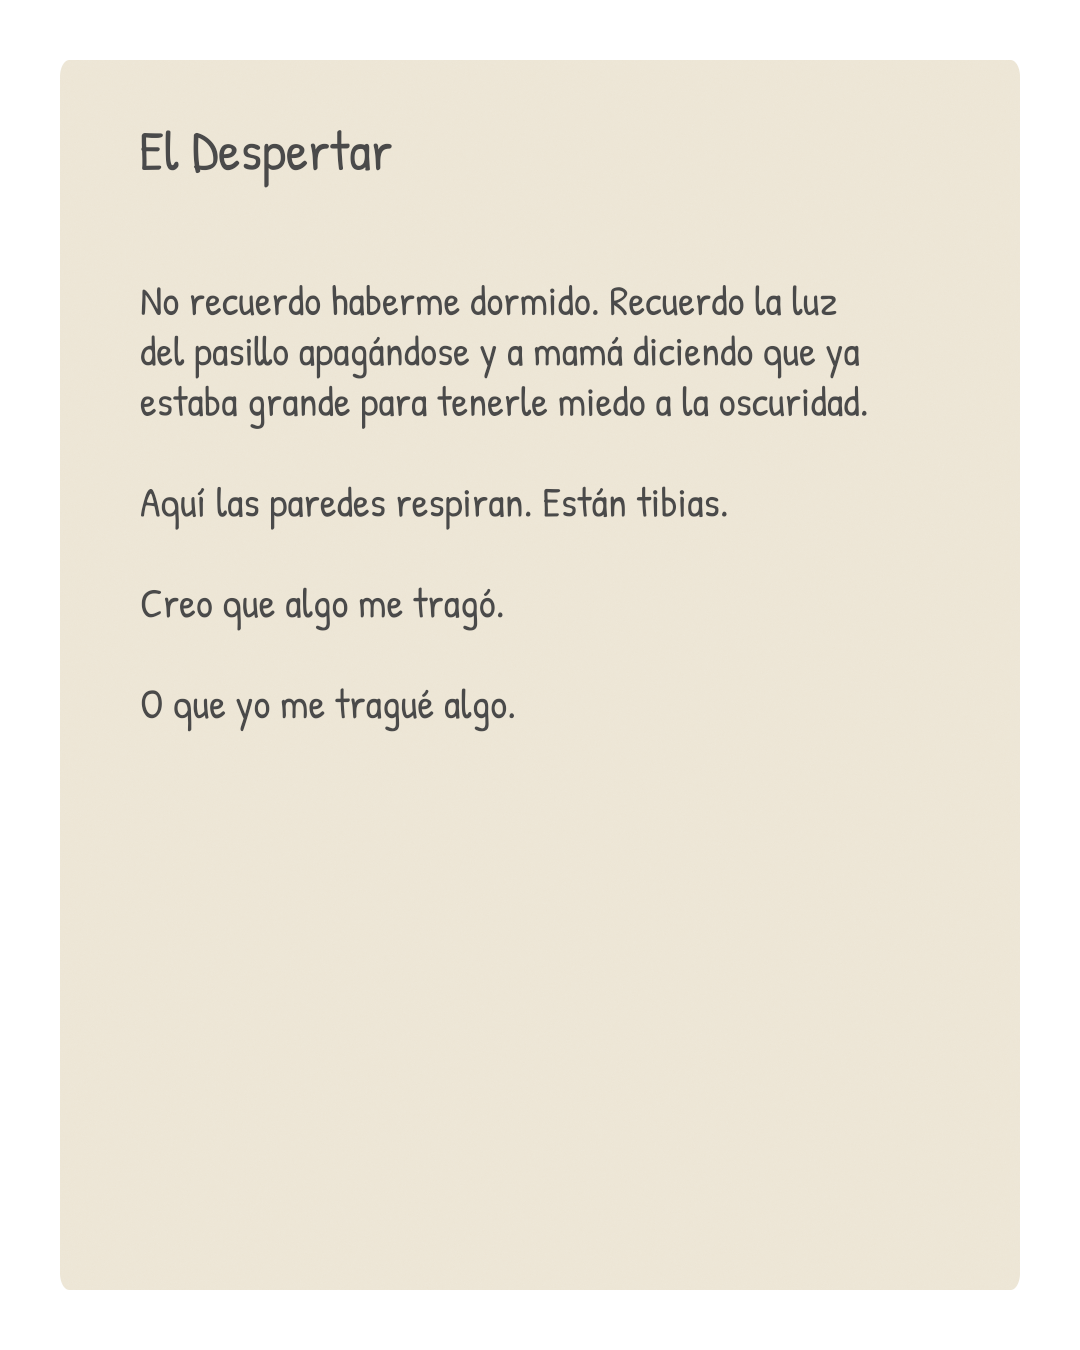 El Despertar
No recuerdo haberme dormido. Recuerdo la luz
del pasillo apagándose y a mamá diciendo que ya
estaba grande para tenerle miedo a la oscuridad.
Aquí las paredes respiran. Están tibias.
Creo que algo me tragó.
O que yo me tragué algo.